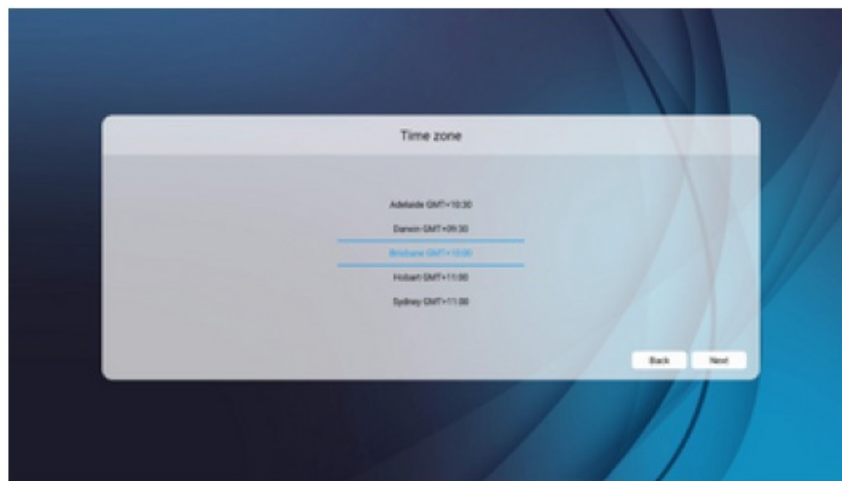 Time zone
Adelaide GMT+10:30
Darwin GMT+09:30
Brisbane GMT+10:00
Hobart GMT+11:00
Sydney GMT+11:00
Back Next